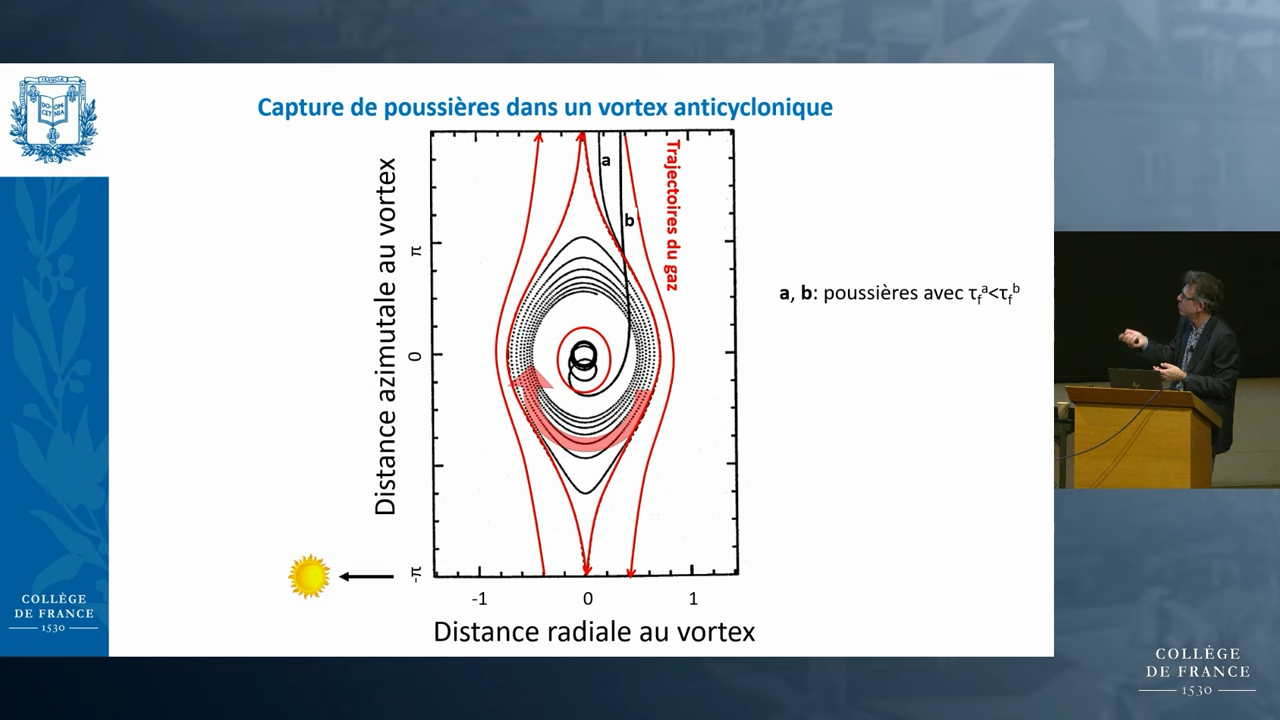 Capture de poussières dans un vortex anticyclonique
Distance azimutale au vortex
π
0
-π
a
b
Trajectoires du gaz
a, b: poussières avec τfᵃ<τfᵇ
-1
0
1
Distance radiale au vortex
COLLÈGE
DE FRANCE
1530
COLLÈGE
DE FRANCE
1530